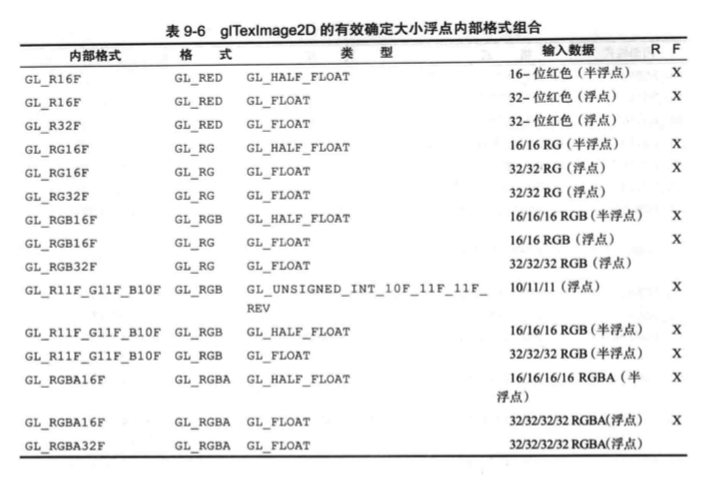 表 9-6 glTexImage2D 的有效确定大小浮点内部格式组合
内部格式 格 式 类 型 输入数据 R F
GL_R16F GL_RED GL_HALF_FLOAT 16- 位红色（半浮点） X
GL_R16F GL_RED GL_FLOAT 32- 位红色（浮点） X
GL_R32F GL_RED GL_FLOAT 32- 位红色（浮点）
GL_RG16F GL_RG GL_HALF_FLOAT 16/16 RG（半浮点） X
GL_RG16F GL_RG GL_FLOAT 32/32 RG（浮点） X
GL_RG32F GL_RG GL_FLOAT 32/32 RG（浮点）
GL_RGB16F GL_RGB GL_HALF_FLOAT 16/16/16 RGB（半浮点） X
GL_RGB16F GL_RG GL_FLOAT 16/16 RGB（浮点） X
GL_RGB32F GL_RG GL_FLOAT 32/32/32 RGB（浮点）
GL_R11F_G11F_B10F GL_RGB GL_UNSIGNED_INT_10F_11F_11F_ 10/11/11（浮点） X
REV
GL_R11F_G11F_B10F GL_RGB GL_HALF_FLOAT 16/16/16 RGB（半浮点） X
GL_R11F_G11F_B10F GL_RGB GL_FLOAT 32/32/32 RGB（半浮点） X
GL_RGBA16F GL_RGBA GL_HALF_FLOAT 16/16/16/16 RGBA（半 X
浮点）
GL_RGBA16F GL_RGBA GL_FLOAT 32/32/32/32 RGBA(浮点） X
GL_RGBA32F GL_RGBA GL_FLOAT 32/32/32/32 RGBA(浮点）